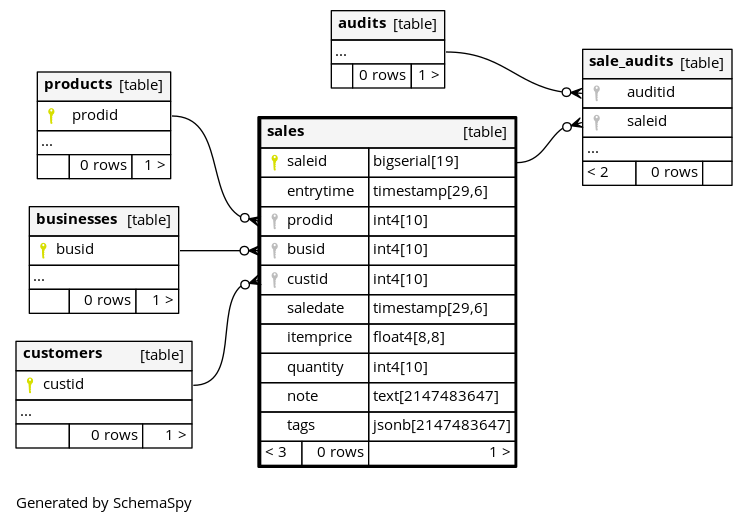 audits [table]
...
0 rows 1 >
sale_audits [table]
auditid
saleid
...
< 2 0 rows
products [table]
prodid
...
0 rows 1 >
businesses [table]
busid
...
0 rows 1 >
customers [table]
custid
...
0 rows 1 >
sales [table]
saleid bigserial[19]
entrytime timestamp[29,6]
prodid int4[10]
busid int4[10]
custid int4[10]
saledate timestamp[29,6]
itemprice float4[8,8]
quantity int4[10]
note text[2147483647]
tags jsonb[2147483647]
< 3 0 rows 1 >
Generated by SchemaSpy